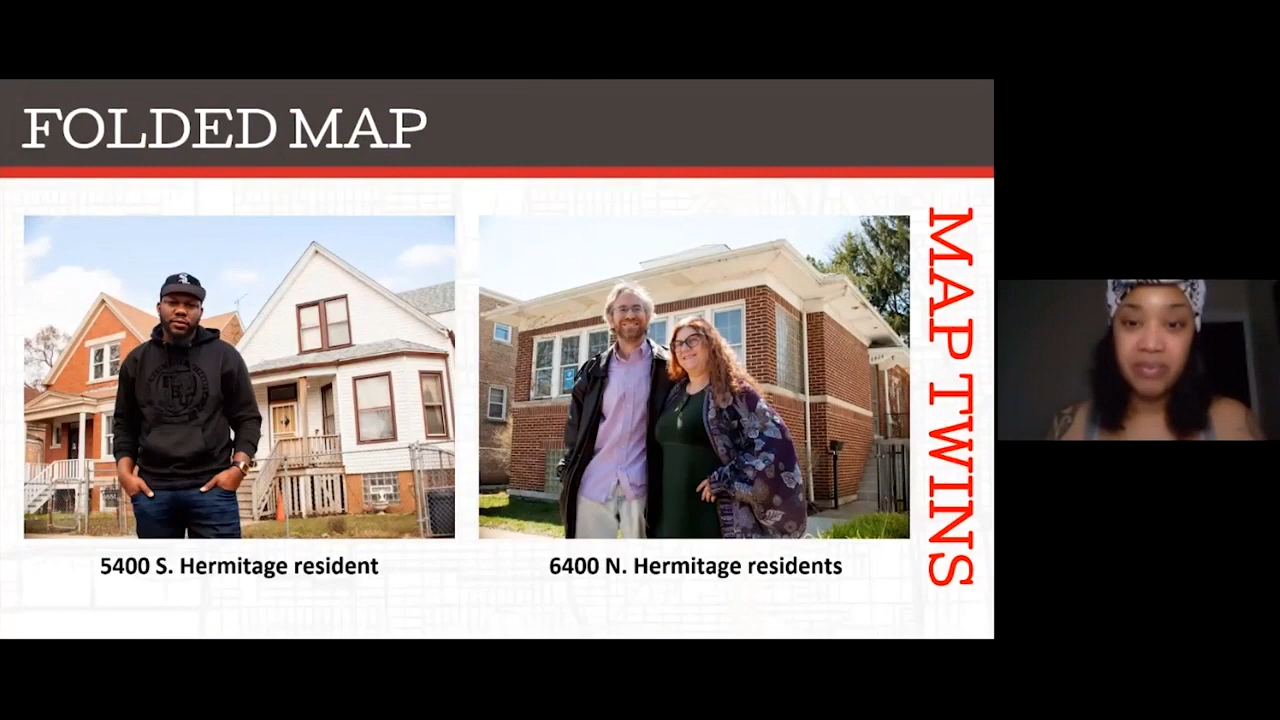 FOLDED MAP
MAP TWINS
5400 S. Hermitage resident
6400 N. Hermitage residents